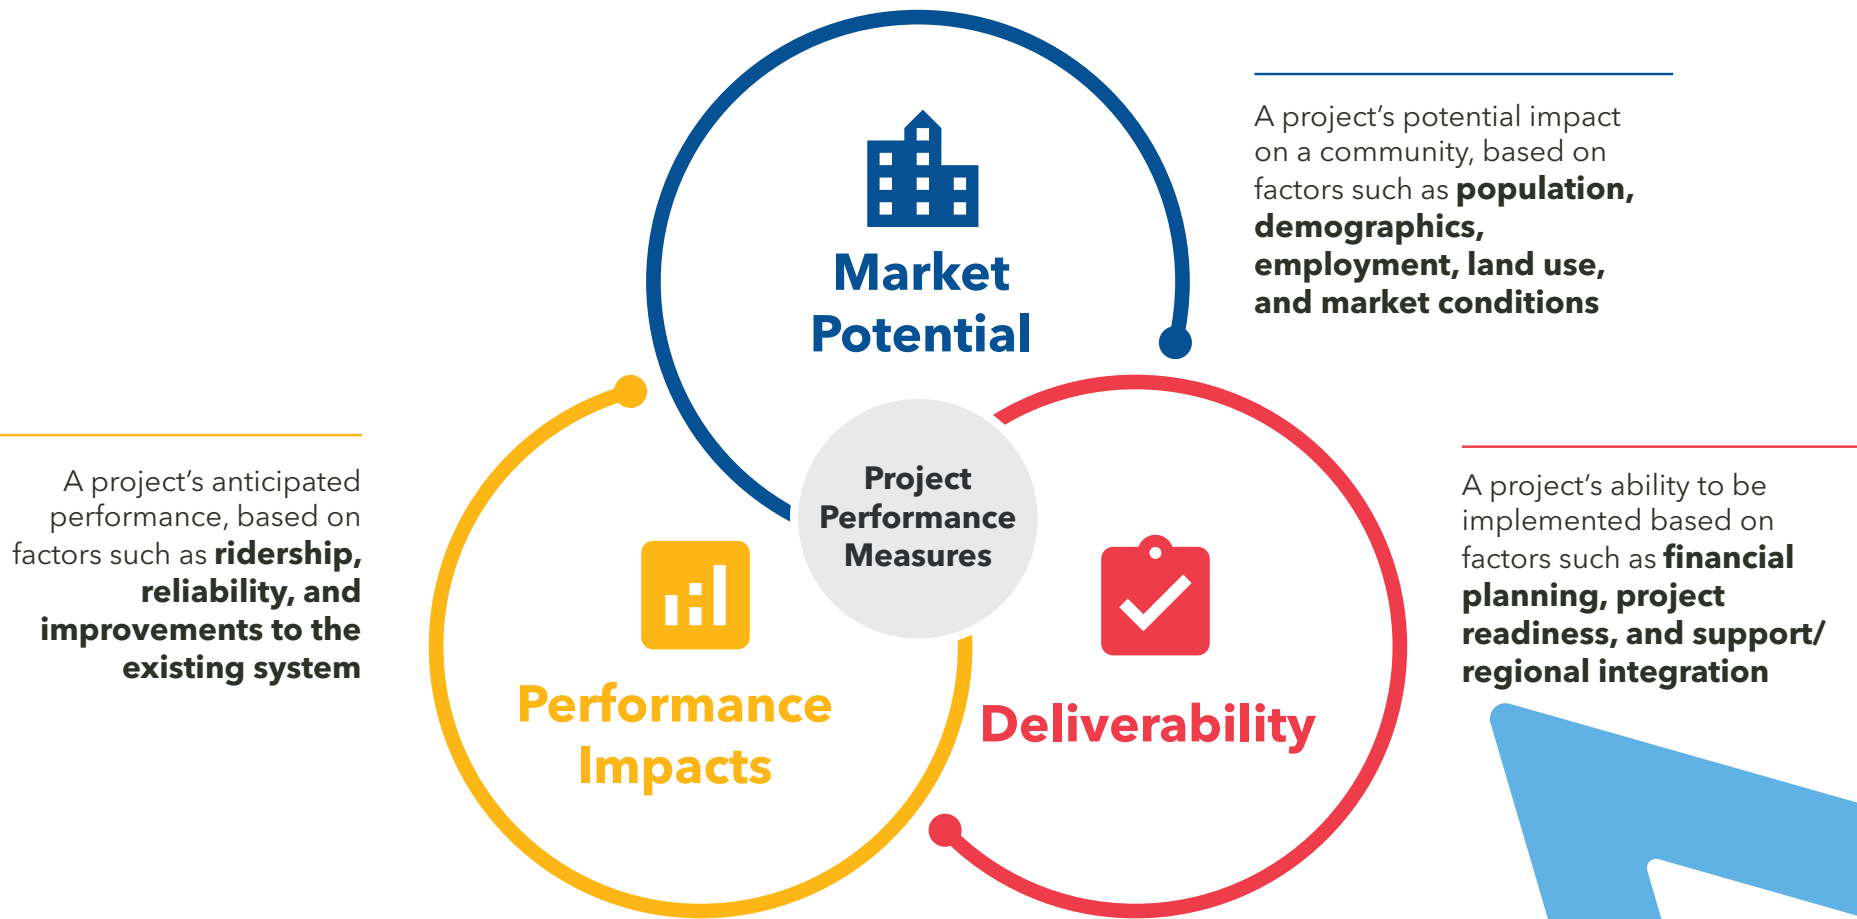 A project’s potential impact
on a community, based on
factors such as population,
demographics,
employment, land use,
and market conditions
Market
Potential
A project’s anticipated
performance, based on
factors such as ridership,
reliability, and
improvements to the
existing system
Project
Performance
Measures
A project’s ability to be
implemented based on
factors such as financial
planning, project
readiness, and support/
regional integration
Performance
Impacts
Deliverability